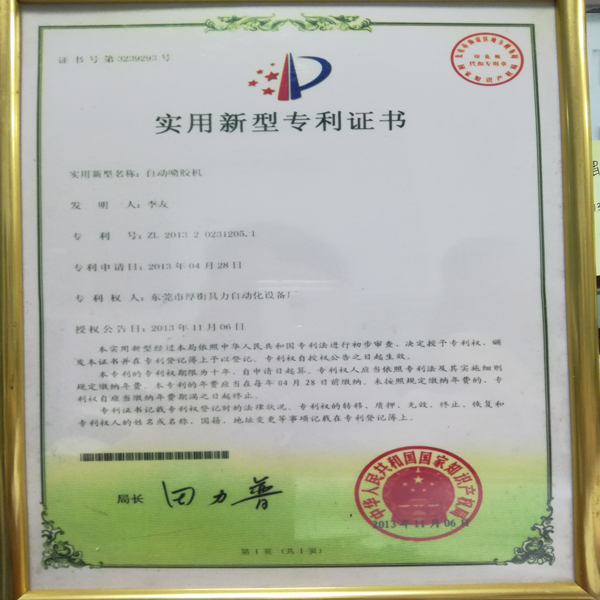 证书号第3239293号
实用新型专利证书
实用新型名称：自动喷胶机
发 明 人：李友
专 利 号：ZL 2013 2 0231205.1
专利申请日：2013年04月28日
专 利 权 人：东莞市厚街具力自动化设备厂
授权公告日：2013年11月06日
本实用新型经过本局依照中华人民共和国专利法进行初步审查，决定授予专利权，颁
发本证书并在专利登记簿上予以登记。专利权自授权公告之日起生效。
本专利的专利权期限为十年，自申请日起算。专利权人应当依照专利法及其实施细则
规定缴纳年费。本专利的年费应当在每年04月28日前缴纳。未按照规定缴纳年费的，专
利权自应当缴纳年费期满之日起终止。
专利证书记载专利权登记时的法律状况。专利权的转移、质押、无效、终止、恢复和
专利权人的姓名或名称、国籍、地址变更等事项记载在专利登记簿上。
局长
田力普
中华人民共和国国家知识产权局
2013年11月06日
第1页（共1页）